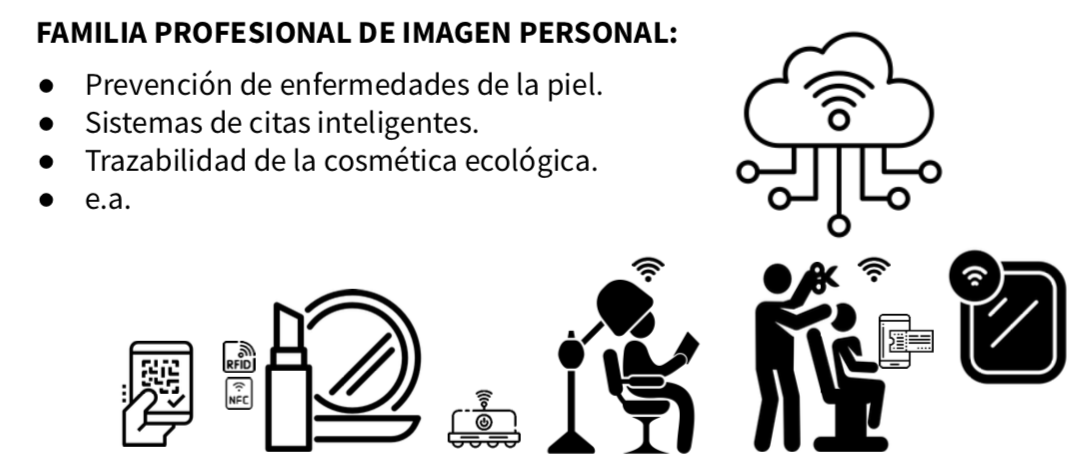 FAMILIA PROFESIONAL DE IMAGEN PERSONAL:
● Prevención de enfermedades de la piel.
● Sistemas de citas inteligentes.
● Trazabilidad de la cosmética ecológica.
● e.a.
RFID
NFC